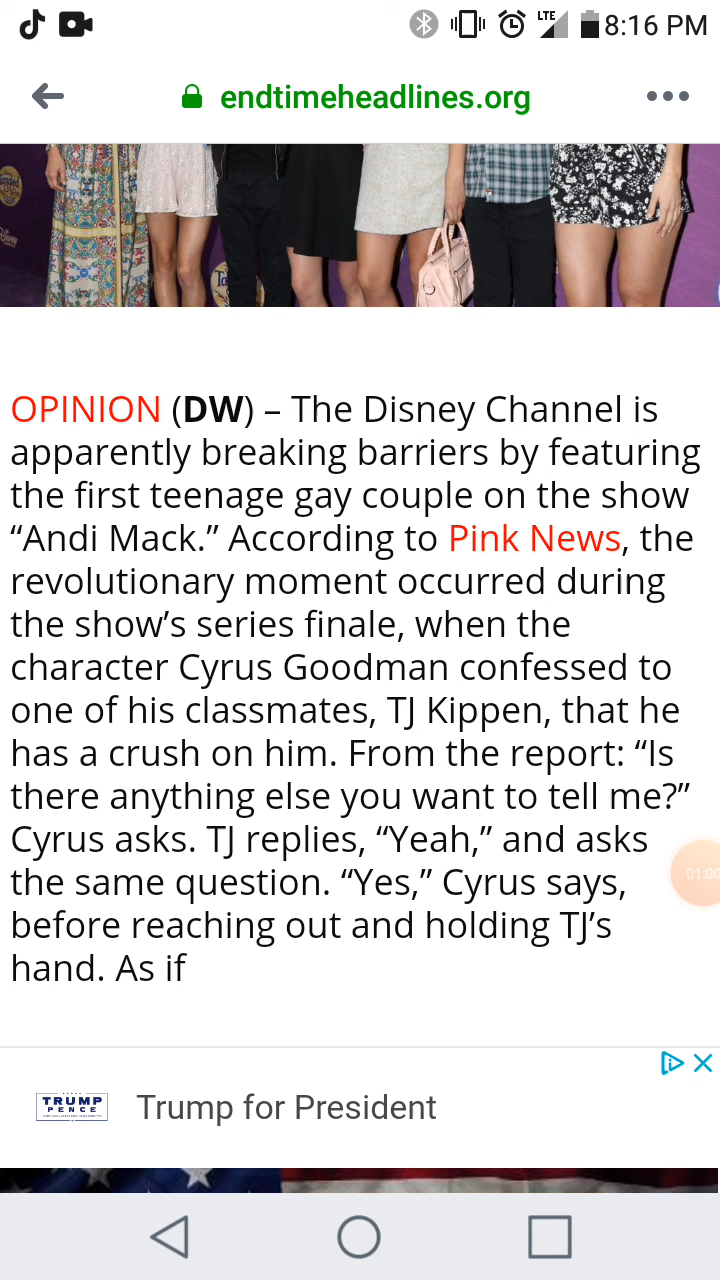 LTE
8:16 PM
endtimeheadlines.org
OPINION (DW) – The Disney Channel is
apparently breaking barriers by featuring
the first teenage gay couple on the show
“Andi Mack.” According to Pink News, the
revolutionary moment occurred during
the show’s series finale, when the
character Cyrus Goodman confessed to
one of his classmates, TJ Kippen, that he
has a crush on him. From the report: “Is
there anything else you want to tell me?”
Cyrus asks. TJ replies, “Yeah,” and asks
the same question. “Yes,” Cyrus says,
01:00
before reaching out and holding TJ’s
hand. As if
TRUMP
PENCE
Trump for President